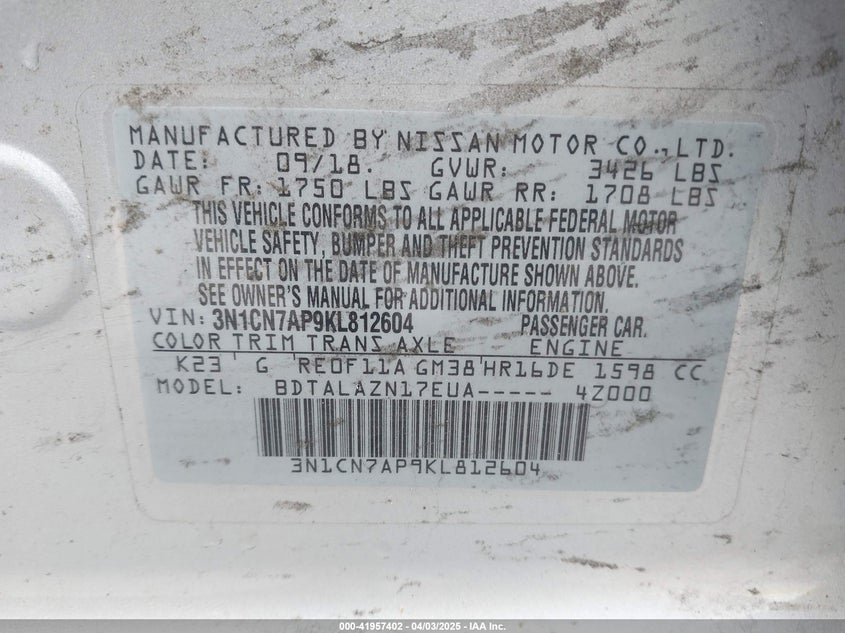 MANUFACTURED BY NISSAN MOTOR CO.,LTD.
DATE: 09/18. GVWR: 3426 LBS
GAWR FR: 1750 LBS GAWR RR: 1708 LBS
THIS VEHICLE CONFORMS TO ALL APPLICABLE FEDERAL MOTOR
VEHICLE SAFETY, BUMPER AND THEFT PREVENTION STANDARDS
IN EFFECT ON THE DATE OF MANUFACTURE SHOWN ABOVE.
SEE OWNER'S MANUAL FOR ADDITIONAL INFORMATION.
VIN: 3N1CN7AP9KL812604 PASSENGER CAR.
COLOR TRIM TRANS AXLE ENGINE
K23 G RE0F11A GM38 HR16DE 1598 CC
MODEL: BDTALAZN17EUA----- 4Z000
3N1CN7AP9KL812604
000-41957402 - 04/03/2025 - IAA Inc.